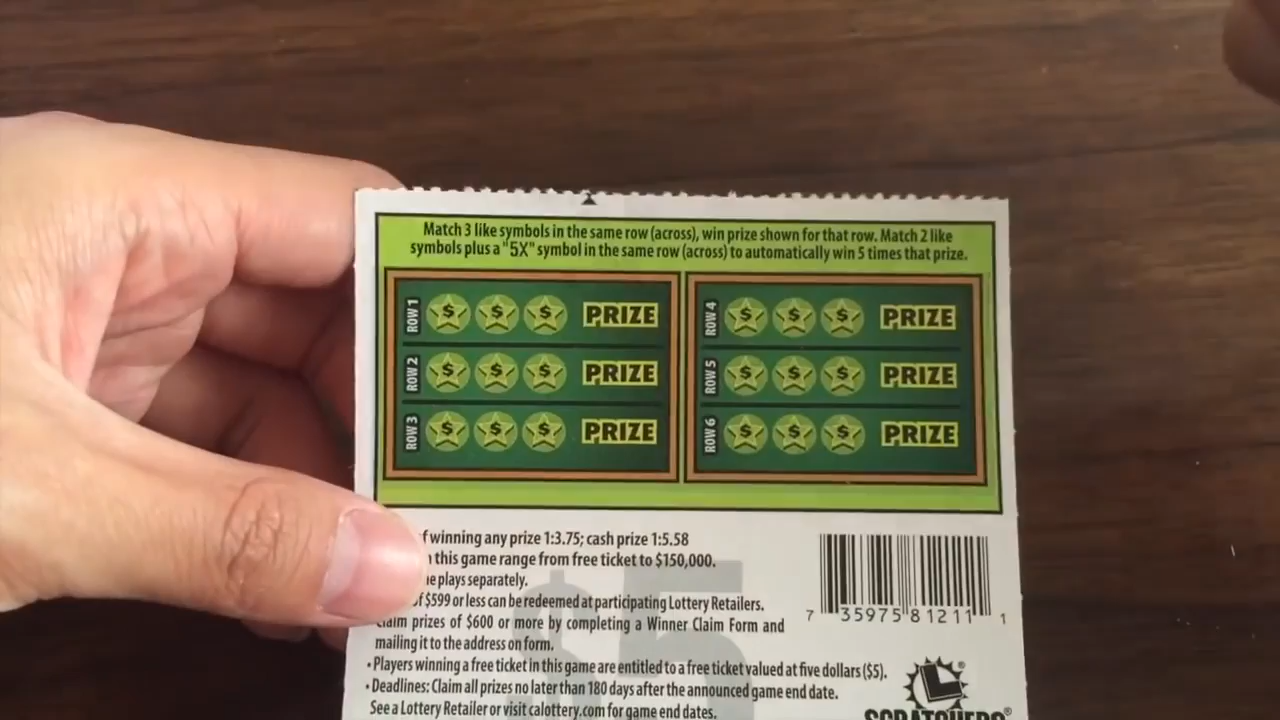 Match 3 like symbols in the same row (across), win prize shown for that row. Match 2 like
symbols plus a "5X" symbol in the same row (across) to automatically win 5 times that prize.
ROW 1 $ $ $ PRIZE
ROW 2 $ $ $ PRIZE
ROW 3 $ $ $ PRIZE
ROW 4 $ $ $ PRIZE
ROW 5 $ $ $ PRIZE
ROW 6 $ $ $ PRIZE
f winning any prize 1:3.75; cash prize 1:5.58
this game range from free ticket to $150,000.
plays separately.
of $599 or less can be redeemed at participating Lottery Retailers.
Claim prizes of $600 or more by completing a Winner Claim Form and
mailing it to the address on form.
• Players winning a free ticket in this game are entitled to a free ticket valued at five dollars ($5).
• Deadlines: Claim all prizes no later than 180 days after the announced game end date.
See a Lottery Retailer or visit calottery.com for game end dates.
$5
7 35975 81211 1
L®
SCRATCHERS®